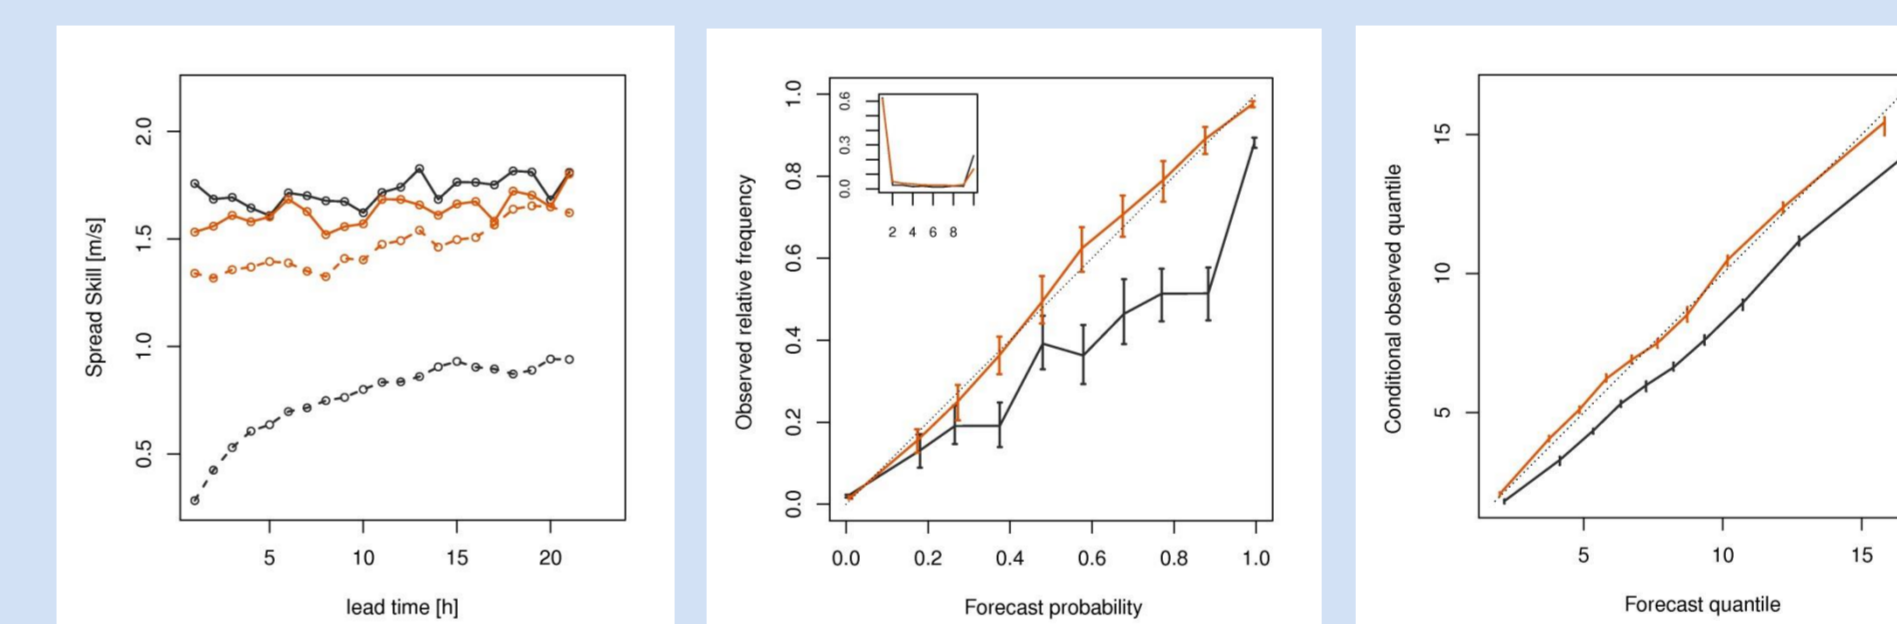 Spread Skill [m/s]
2.0
1.5
1.0
0.5
5 10 15 20
lead time [h]
Observed relative frequency
1.0
0.8
0.6
0.4
0.2
0.0
0.6
0.3
0.0
2 4 6 8
0.0 0.2 0.4 0.6 0.8 1.0
Forecast probability
Conditional observed quantile
15
10
5
5 10 15
Forecast quantile